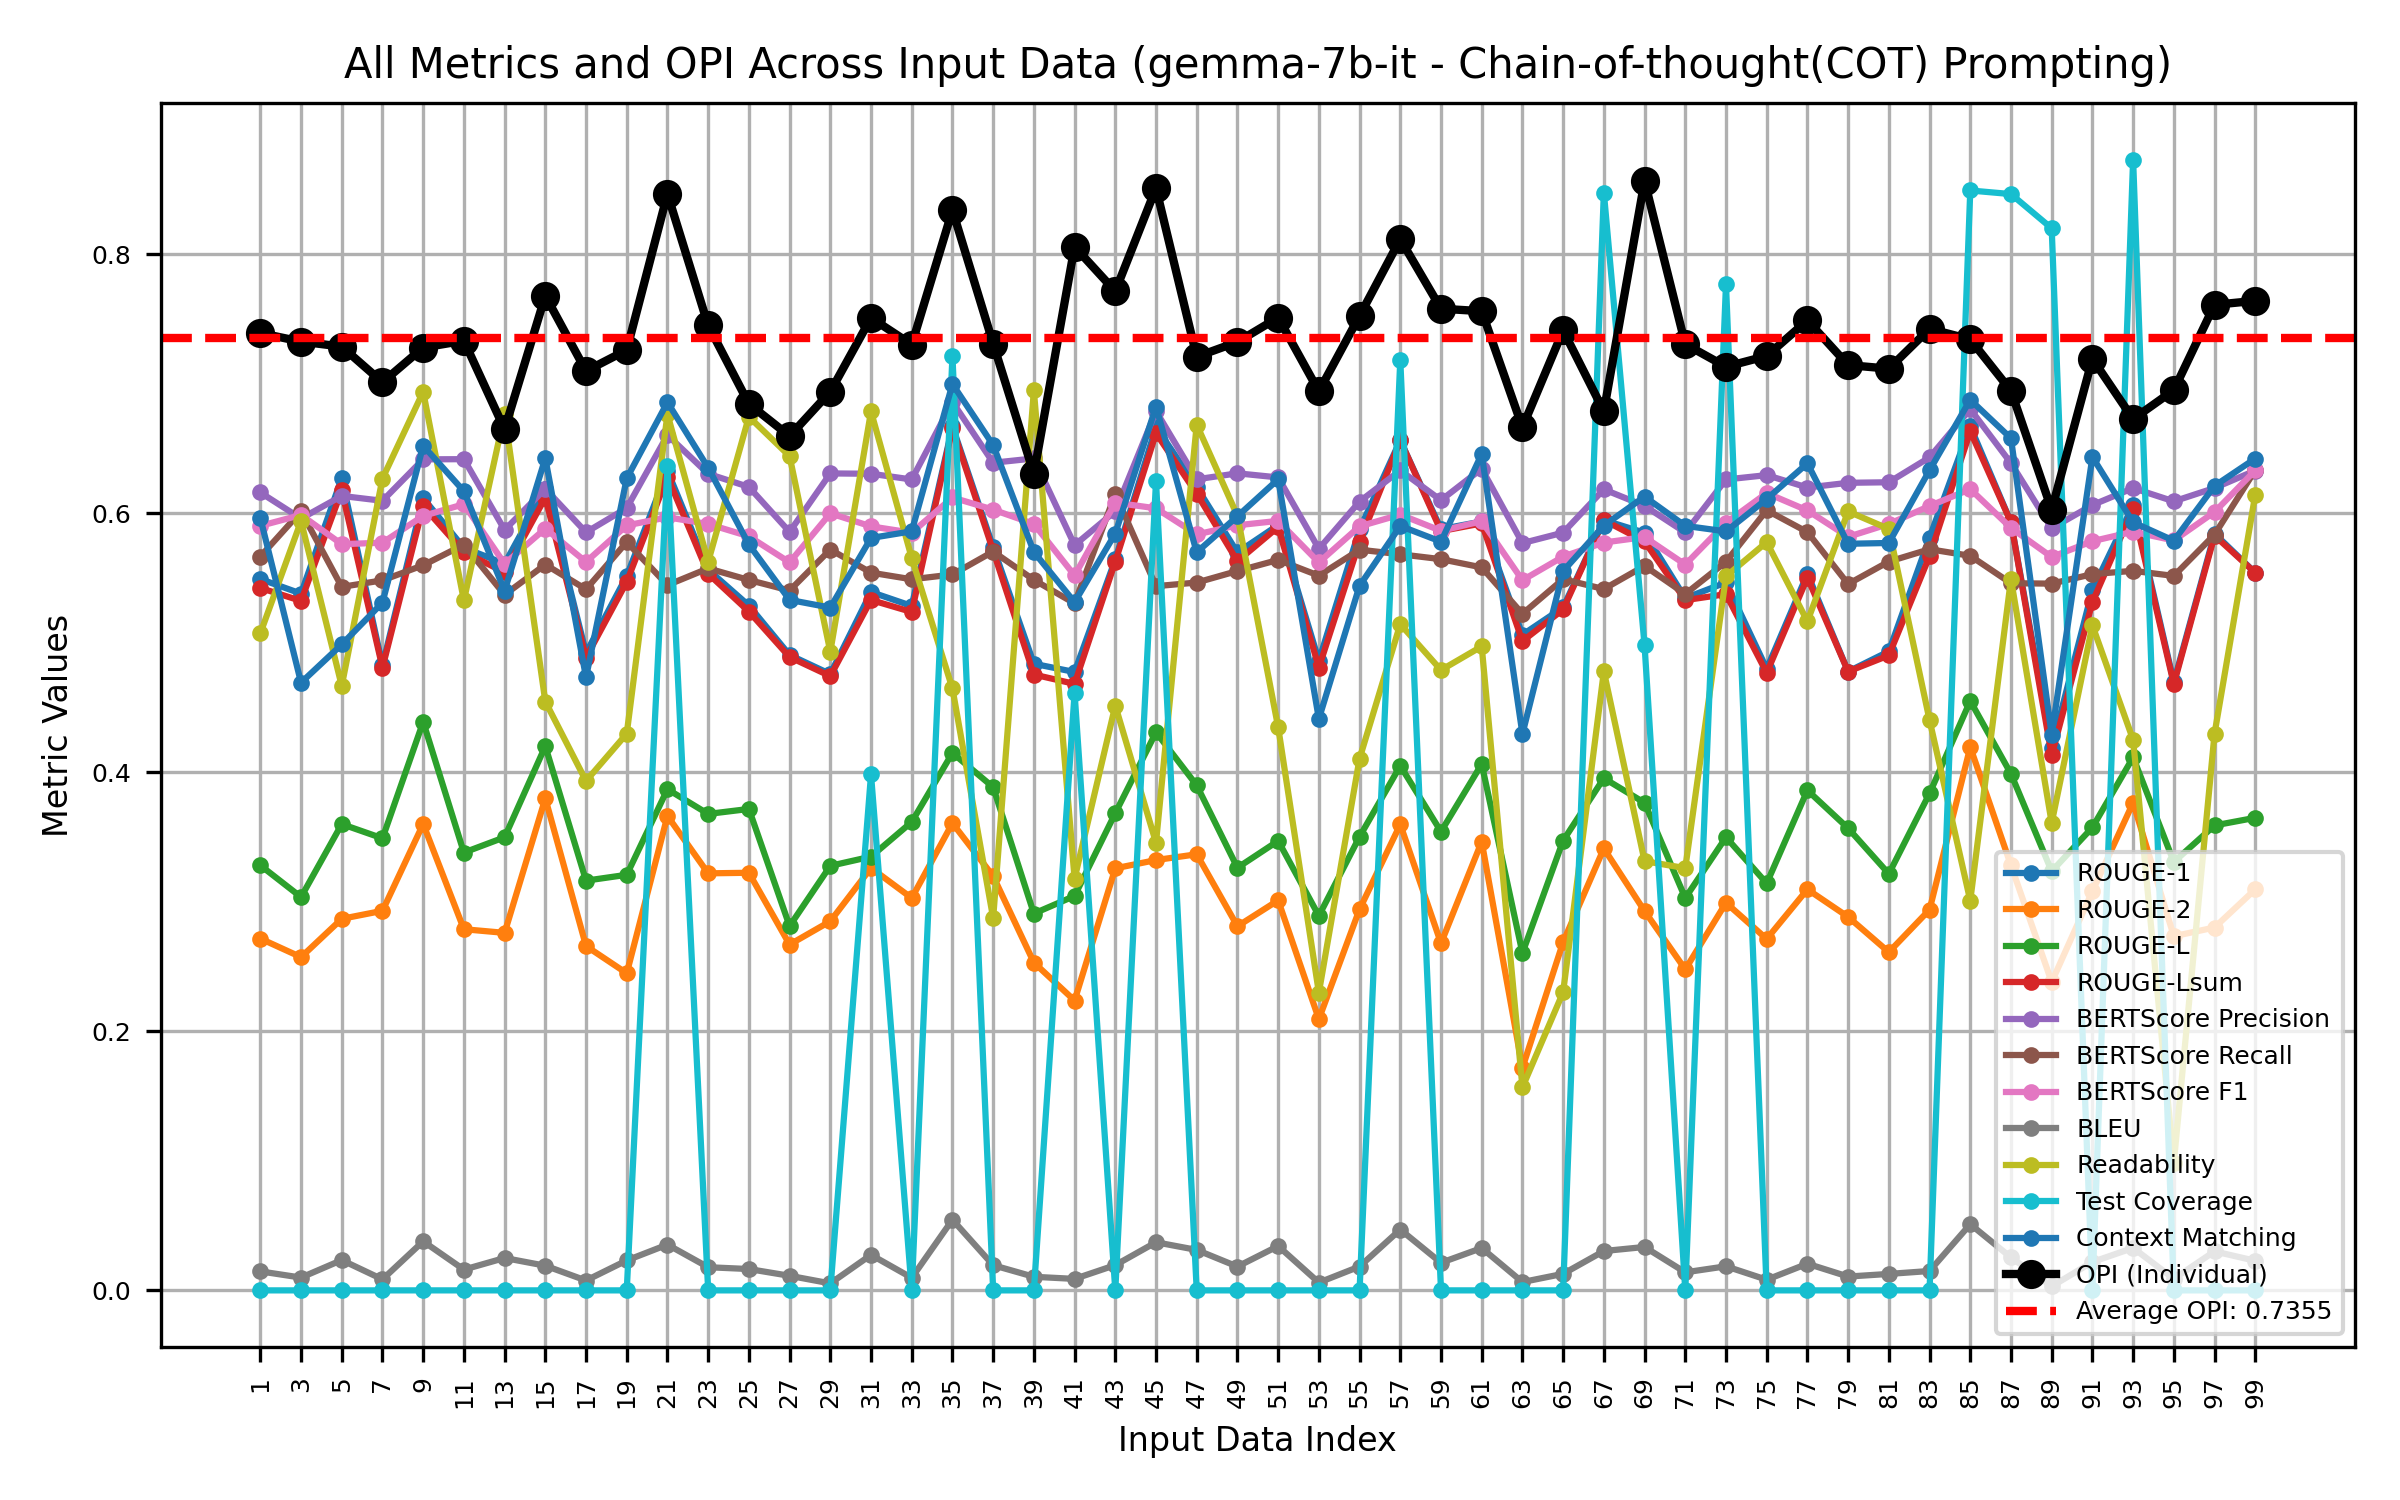 All Metrics and OPI Across Input Data (gemma-7b-it - Chain-of-thought(COT) Prompting)
Metric Values
0.8
0.6
0.4
0.2
0.0
ROUGE-1
ROUGE-2
ROUGE-L
ROUGE-Lsum
BERTScore Precision
BERTScore Recall
BERTScore F1
BLEU
Readability
Test Coverage
Context Matching
OPI (Individual)
Average OPI: 0.7355
1 3 5 7 9 11 13 15 17 19 21 23 25 27 29 31 33 35 37 39 41 43 45 47 49 51 53 55 57 59 61 63 65 67 69 71 73 75 77 79 81 83 85 87 89 91 93 95 97 99
Input Data Index